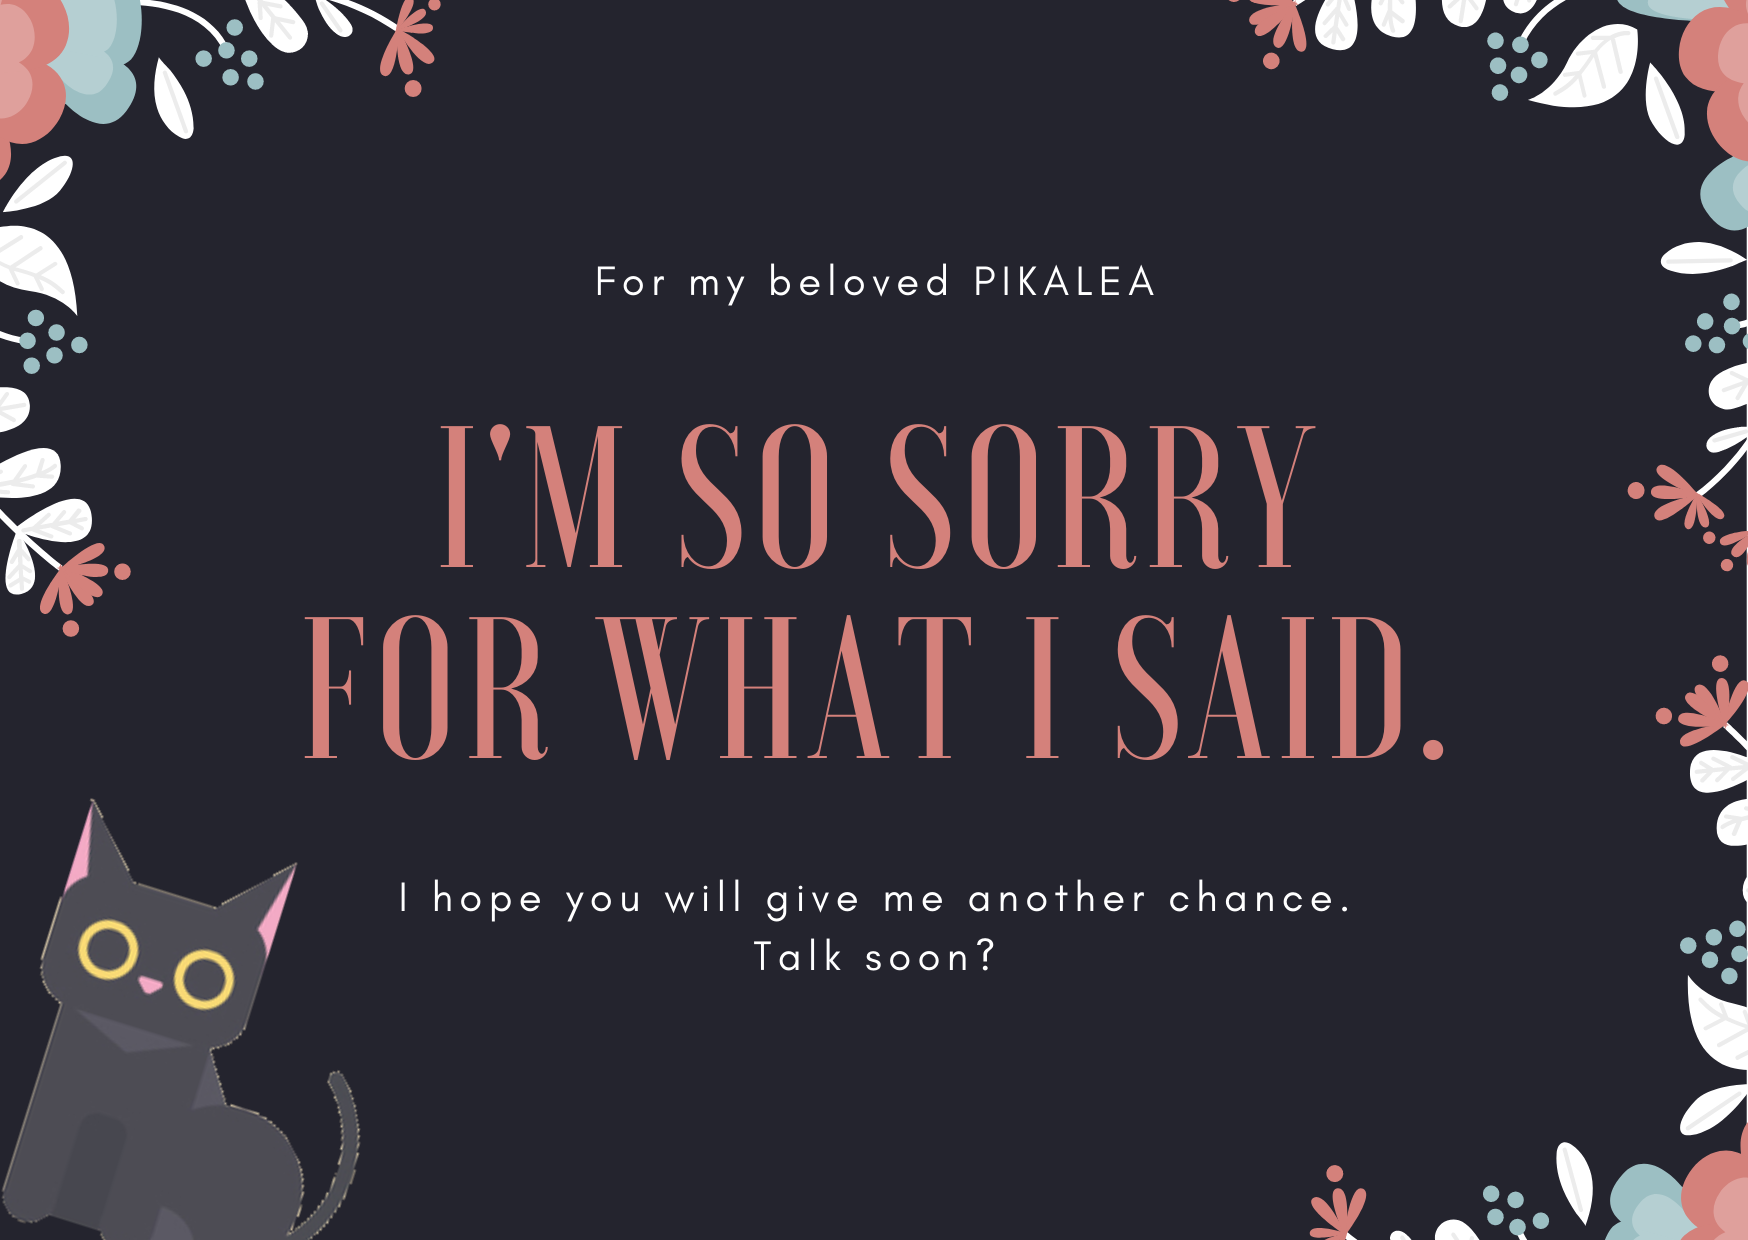 For my beloved PIKALEA
I'M SO SORRY
FOR WHAT I SAID.
I hope you will give me another chance.
Talk soon?